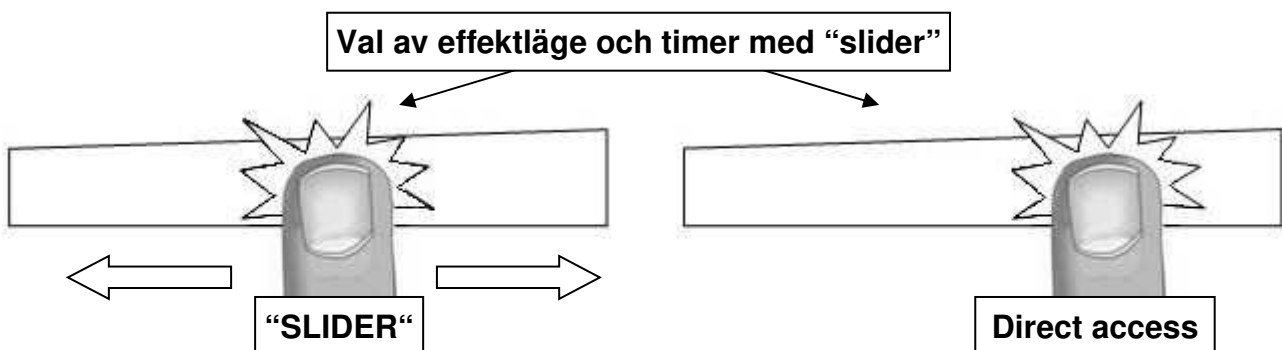 Val av effektläge och timer med “slider”
“SLIDER“
Direct access